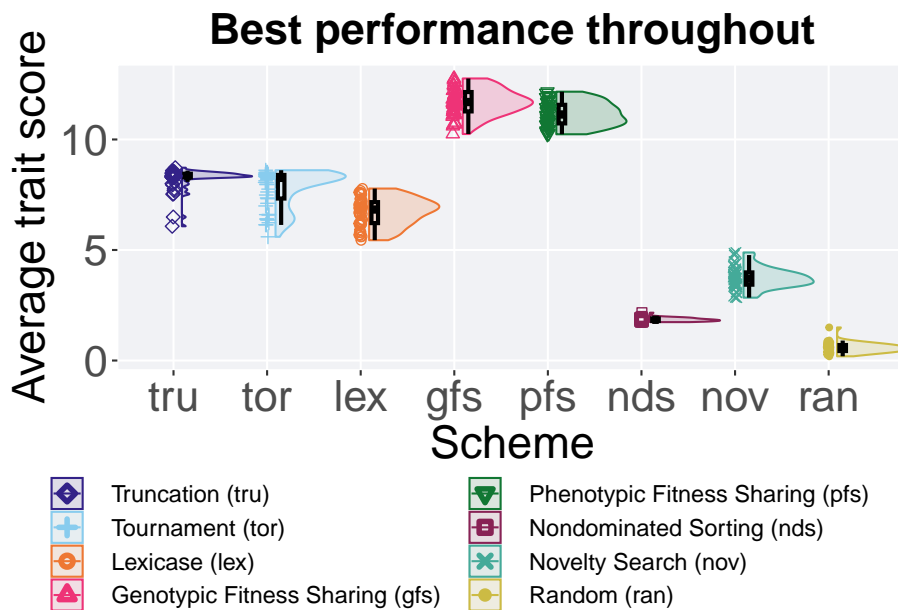 Best performance throughout
Average trait score
10
5
0
tru tor lex gfs pfs nds nov ran
Scheme
Truncation (tru)
Tournament (tor)
Lexicase (lex)
Genotypic Fitness Sharing (gfs)
Phenotypic Fitness Sharing (pfs)
Nondominated Sorting (nds)
Novelty Search (nov)
Random (ran)